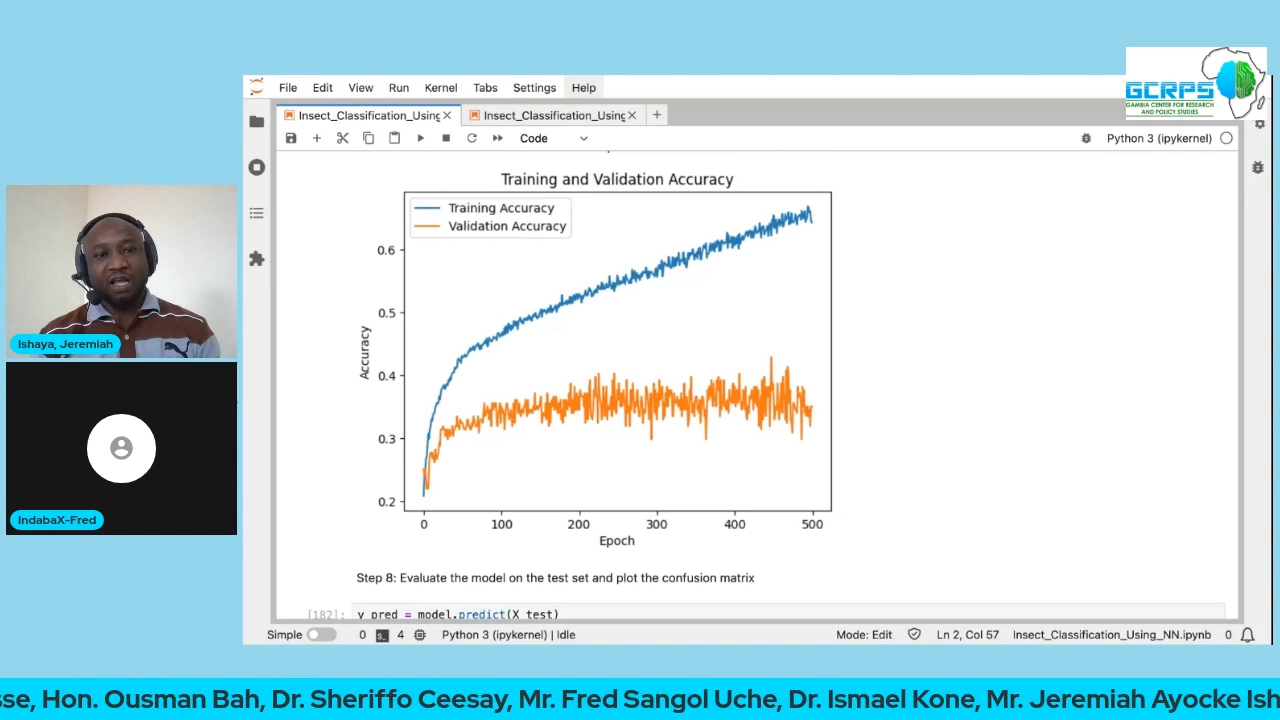 GCRPS
GAMBIA CENTER FOR RESEARCH
AND POLICY STUDIES
File Edit View Run Kernel Tabs Settings Help
Insect_Classification_Using
Insect_Classification_Using
Code
Python 3 (ipykernel)
Training and Validation Accuracy
Training Accuracy
Validation Accuracy
0.6
0.5
0.4
0.3
0.2
Accuracy
0 100 200 300 400 500
Epoch
Ishaya, Jeremiah
IndabaX-Fred
Step 8: Evaluate the model on the test set and plot the confusion matrix
[182]: y_pred = model.predict(X_test)
Simple 0 4 Python 3 (ipykernel) | Idle Mode: Edit Ln 2, Col 57 Insect_Classification_Using_NN.ipynb 0
sse, Hon. Ousman Bah, Dr. Sheriffo Ceesay, Mr. Fred Sangol Uche, Dr. Ismael Kone, Mr. Jeremiah Ayocke Ish